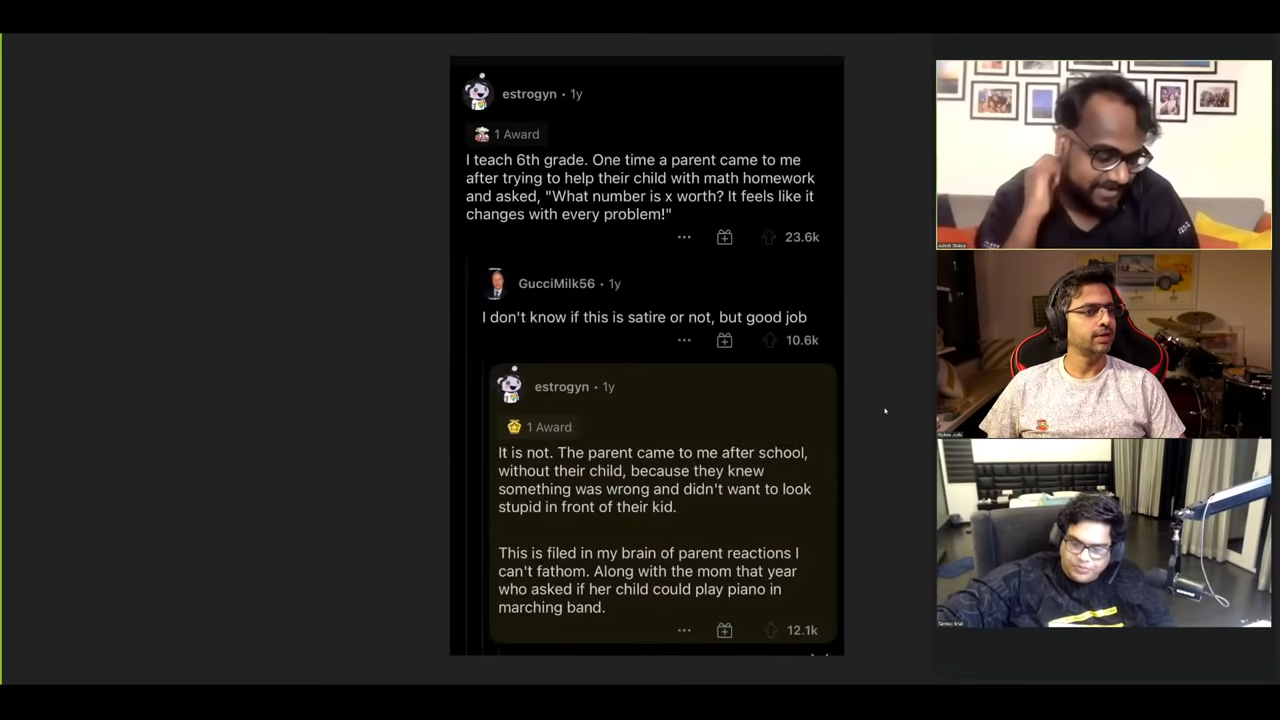 estrogyn • 1y
1 Award
I teach 6th grade. One time a parent came to me
after trying to help their child with math homework
and asked, "What number is x worth? It feels like it
changes with every problem!"
23.6k
GucciMilk56 • 1y
I don't know if this is satire or not, but good job
10.6k
estrogyn • 1y
1 Award
It is not. The parent came to me after school,
without their child, because they knew
something was wrong and didn't want to look
stupid in front of their kid.
This is filed in my brain of parent reactions I
can't fathom. Along with the mom that year
who asked if her child could play piano in
marching band.
12.1k